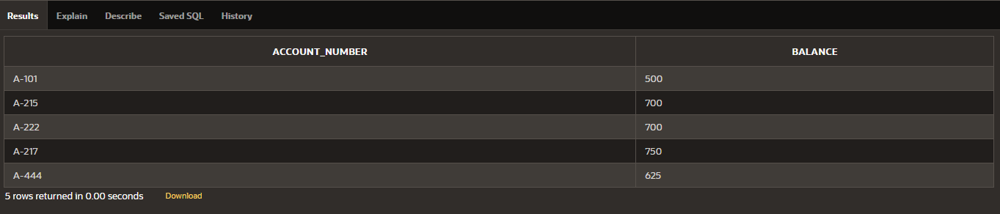 Results Explain Describe Saved SQL History
ACCOUNT_NUMBER BALANCE
A-101 500
A-215 700
A-222 700
A-217 750
A-444 625
5 rows returned in 0.00 seconds Download